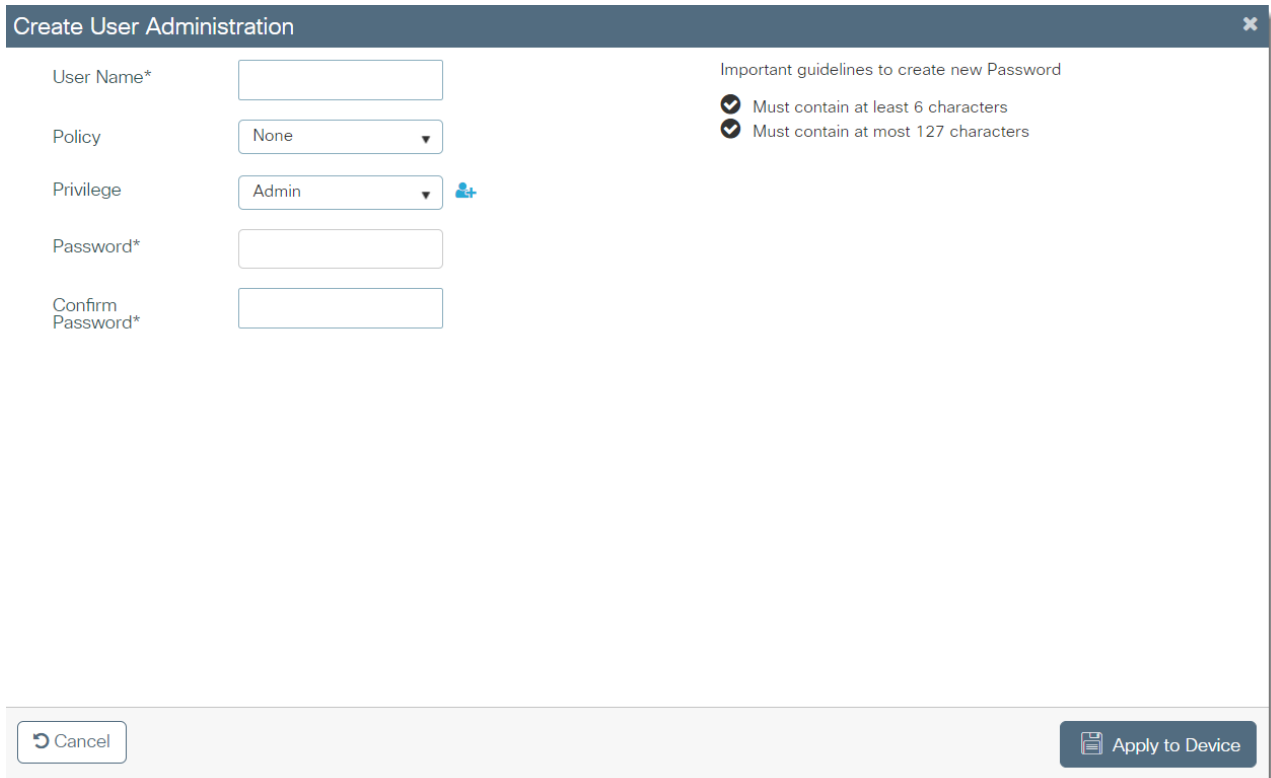 Create User Administration
User Name*
Important guidelines to create new Password
Must contain at least 6 characters
Must contain at most 127 characters
Policy
None
Privilege
Admin
Password*
Confirm
Password*
Cancel
Apply to Device